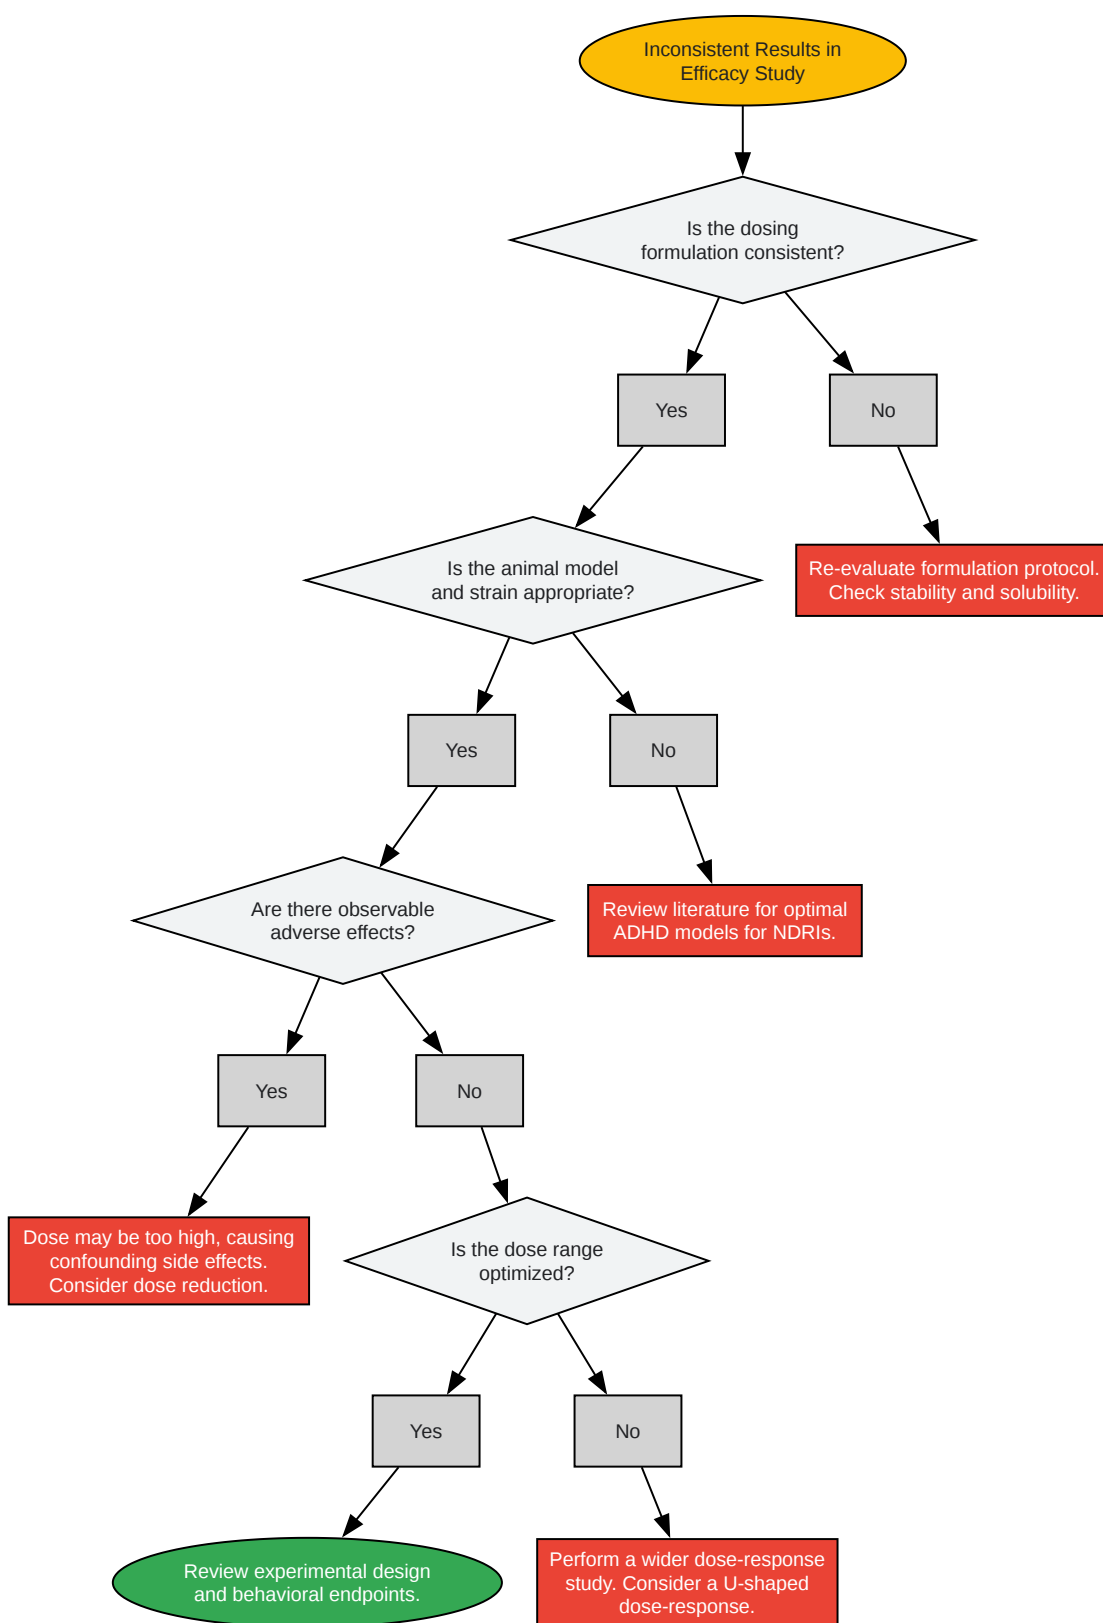 Inconsistent Results in
Efficacy Study
Is the dosing
formulation consistent?
Yes
No
Is the animal model
and strain appropriate?
Re-evaluate formulation protocol.
Check stability and solubility.
Yes
No
Are there observable
adverse effects?
Review literature for optimal
ADHD models for NDRIs.
Yes
No
Dose may be too high, causing
confounding side effects.
Consider dose reduction.
Is the dose range
optimized?
Yes
No
Review experimental design
and behavioral endpoints.
Perform a wider dose-response
study. Consider a U-shaped
dose-response.